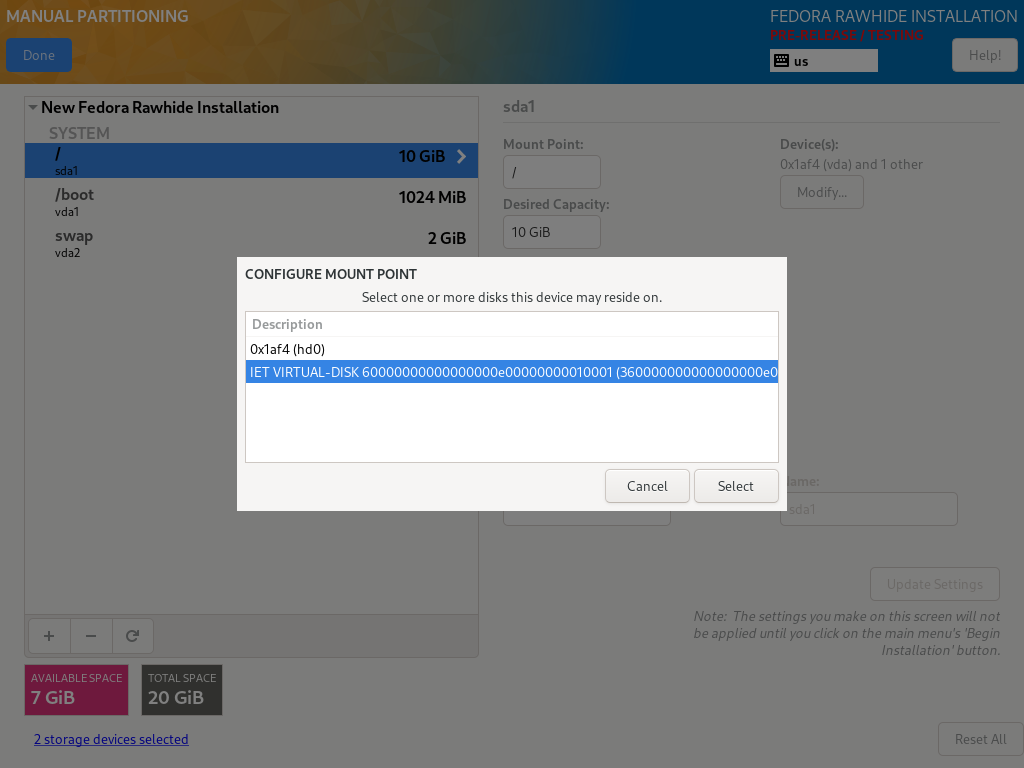 MANUAL PARTITIONING
FEDORA RAWHIDE INSTALLATION
PRE-RELEASE / TESTING
Done
us
Help!
New Fedora Rawhide Installation
SYSTEM
/
10 GiB
sda1
/boot
1024 MiB
vda1
swap
2 GiB
vda2
sda1
Mount Point:
/
Device(s):
0x1af4 (vda) and 1 other
Modify...
Desired Capacity:
10 GiB
CONFIGURE MOUNT POINT
Select one or more disks this device may reside on.
Description
0x1af4 (hd0)
IET VIRTUAL-DISK 60000000000000000e00000000010001 (360000000000000000e0
Cancel
Select
ame:
sda1
Update Settings
Note: The settings you make on this screen will not
be applied until you click on the main menu's 'Begin
Installation' button.
+
−
AVAILABLE SPACE
7 GiB
TOTAL SPACE
20 GiB
2 storage devices selected
Reset All